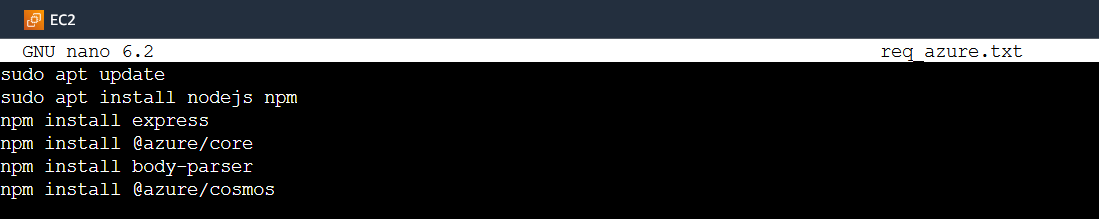 EC2
GNU nano 6.2 req_azure.txt
sudo apt update
sudo apt install nodejs npm
npm install express
npm install @azure/core
npm install body-parser
npm install @azure/cosmos